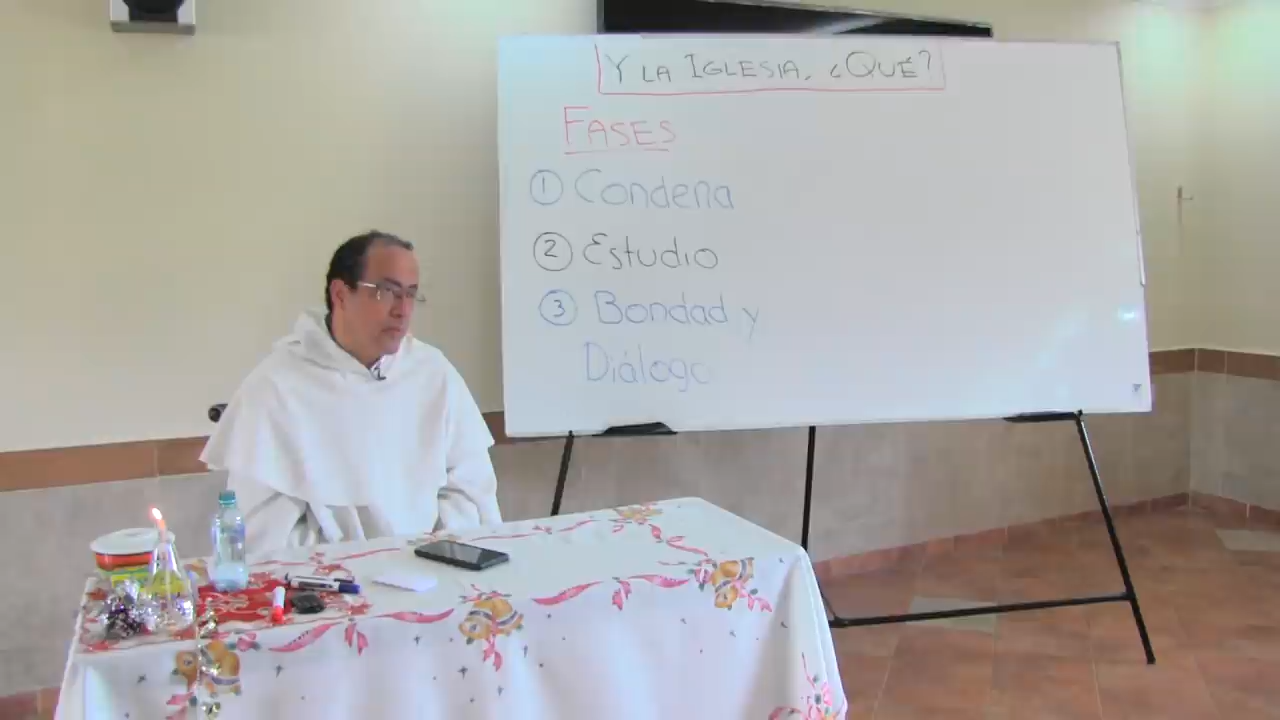 Y LA IGLESIA, ¿QUÉ?
FASES
① Condena
② Estudio
③ Bondad y
Diálogo